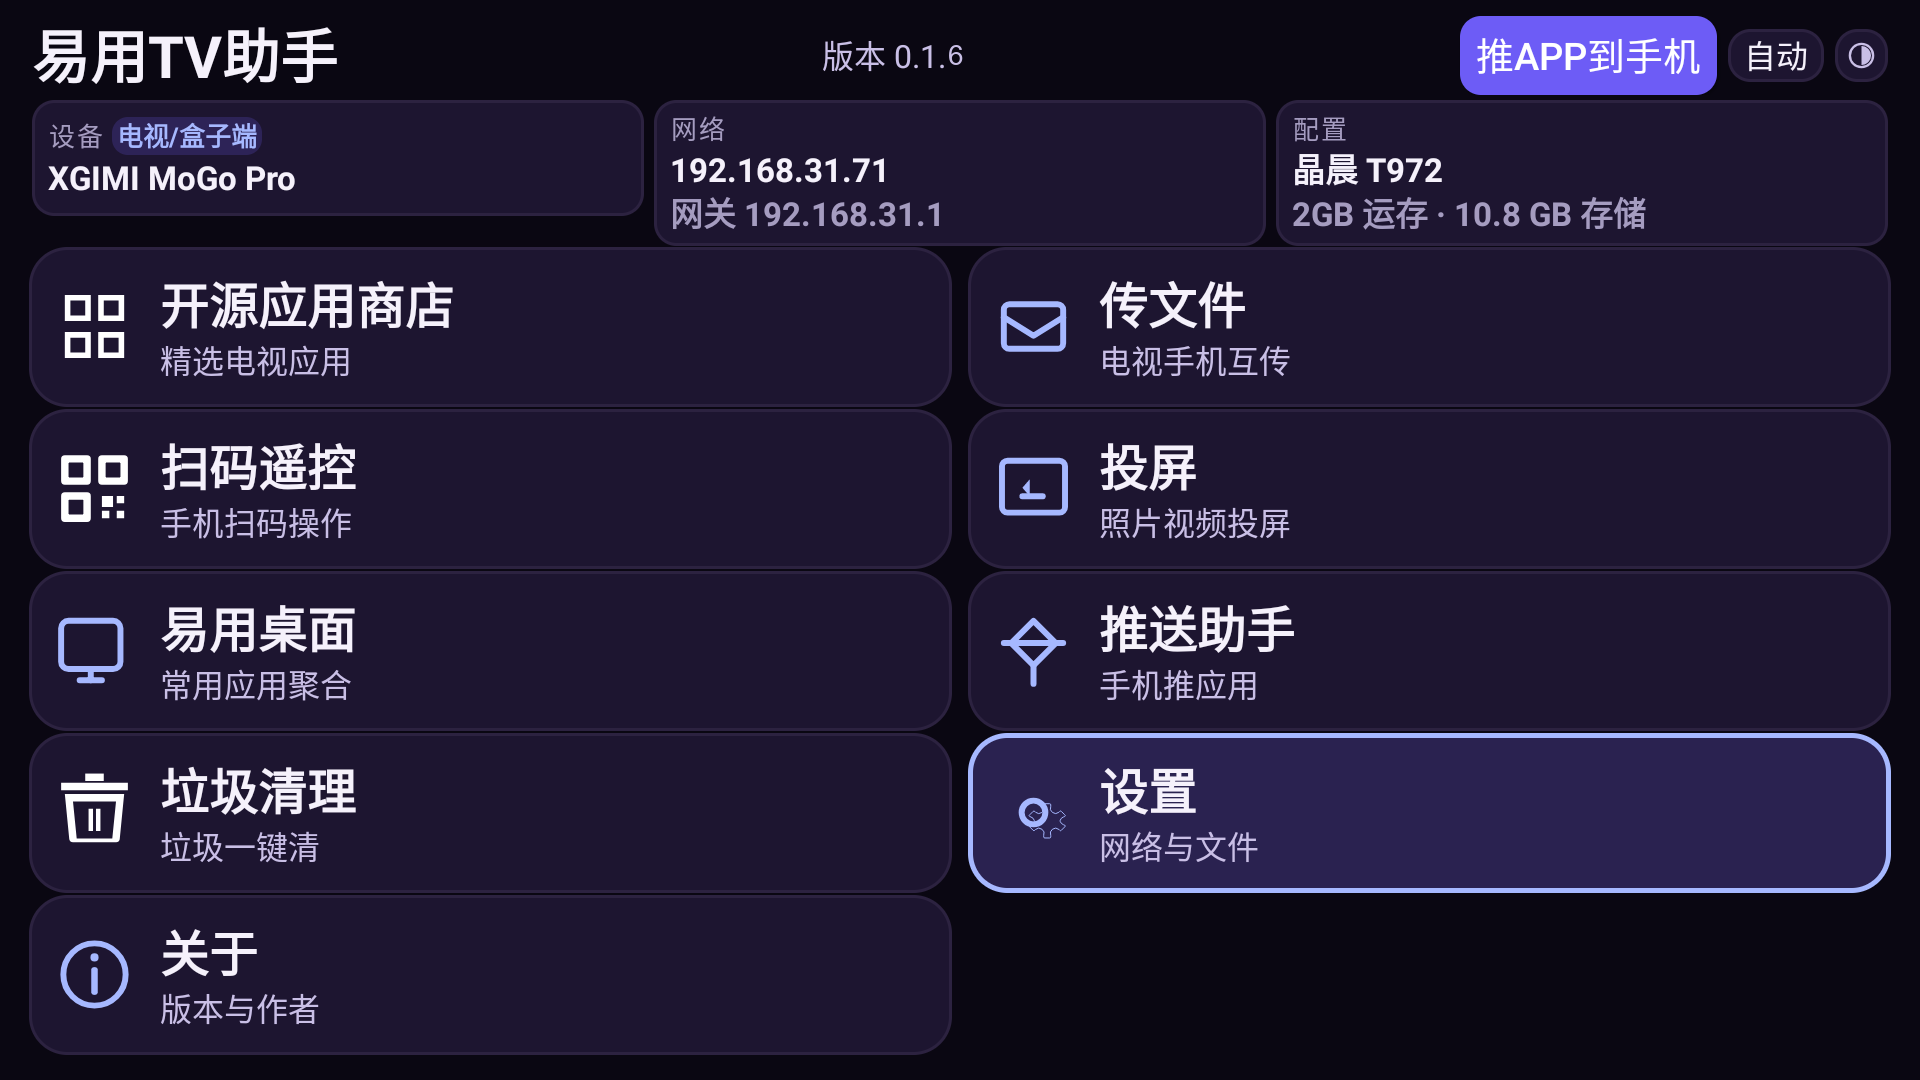 易用TV助手
版本 0.1.6
推APP到手机
自动
设备 电视/盒子端
XGIMI MoGo Pro
网络
192.168.31.71
网关 192.168.31.1
配置
晶晨 T972
2GB 运存 · 10.8 GB 存储
开源应用商店
精选电视应用
传文件
电视手机互传
扫码遥控
手机扫码操作
投屏
照片视频投屏
易用桌面
常用应用聚合
推送助手
手机推应用
垃圾清理
垃圾一键清
设置
网络与文件
关于
版本与作者